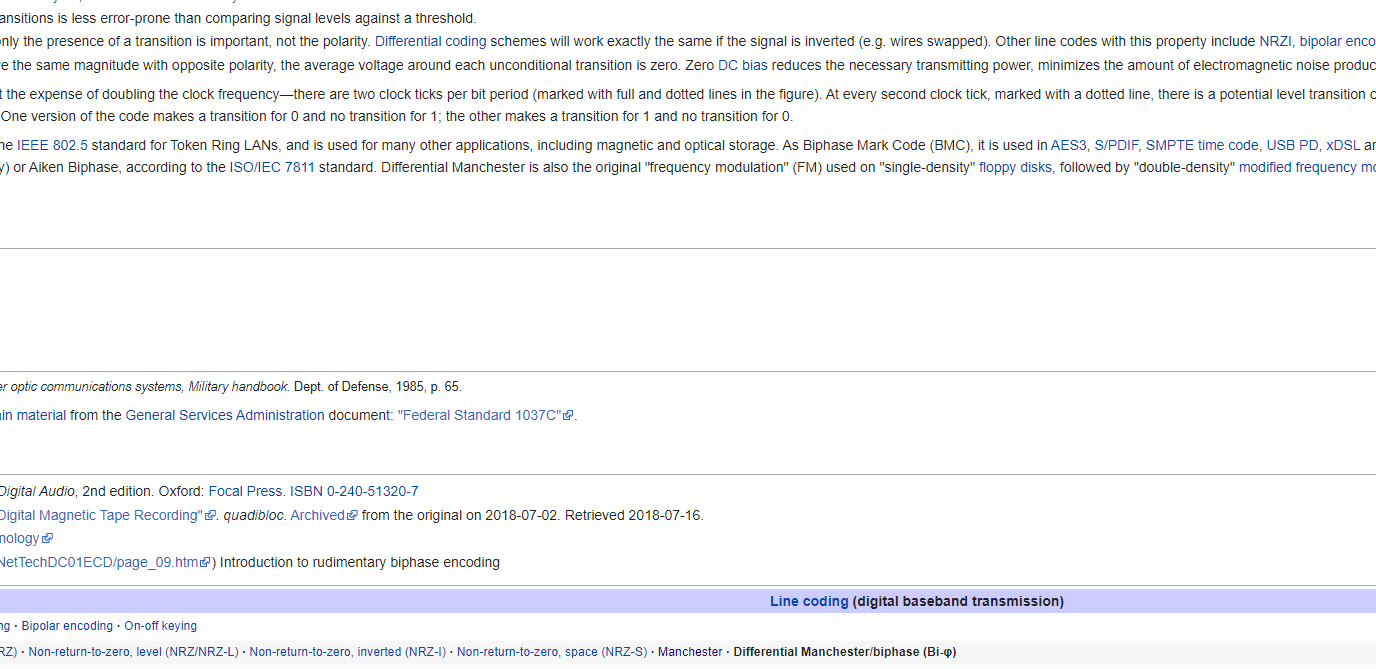 ansitions is less error-prone than comparing signal levels against a threshold.
only the presence of a transition is important, not the polarity. Differential coding schemes will work exactly the same if the signal is inverted (e.g. wires swapped). Other line codes with this property include NRZI, bipolar enco
e the same magnitude with opposite polarity, the average voltage around each unconditional transition is zero. Zero DC bias reduces the necessary transmitting power, minimizes the amount of electromagnetic noise produc
t the expense of doubling the clock frequency—there are two clock ticks per bit period (marked with full and dotted lines in the figure). At every second clock tick, marked with a dotted line, there is a potential level transition c
One version of the code makes a transition for 0 and no transition for 1; the other makes a transition for 1 and no transition for 0.
he IEEE 802.5 standard for Token Ring LANs, and is used for many other applications, including magnetic and optical storage. As Biphase Mark Code (BMC), it is used in AES3, S/PDIF, SMPTE time code, USB PD, xDSL an
y) or Aiken Biphase, according to the ISO/IEC 7811 standard. Differential Manchester is also the original "frequency modulation" (FM) used on "single-density" floppy disks, followed by "double-density" modified frequency mo
er optic communications systems, Military handbook. Dept. of Defense, 1985, p. 65.
in material from the General Services Administration document: "Federal Standard 1037C".
Digital Audio, 2nd edition. Oxford: Focal Press. ISBN 0-240-51320-7
Digital Magnetic Tape Recording". quadibloc. Archived from the original on 2018-07-02. Retrieved 2018-07-16.
nology
NetTechDC01ECD/page_09.htm) Introduction to rudimentary biphase encoding
Line coding (digital baseband transmission)
ng · Bipolar encoding · On-off keying
RZ) · Non-return-to-zero, level (NRZ/NRZ-L) · Non-return-to-zero, inverted (NRZ-I) · Non-return-to-zero, space (NRZ-S) · Manchester · Differential Manchester/biphase (Bi-φ)